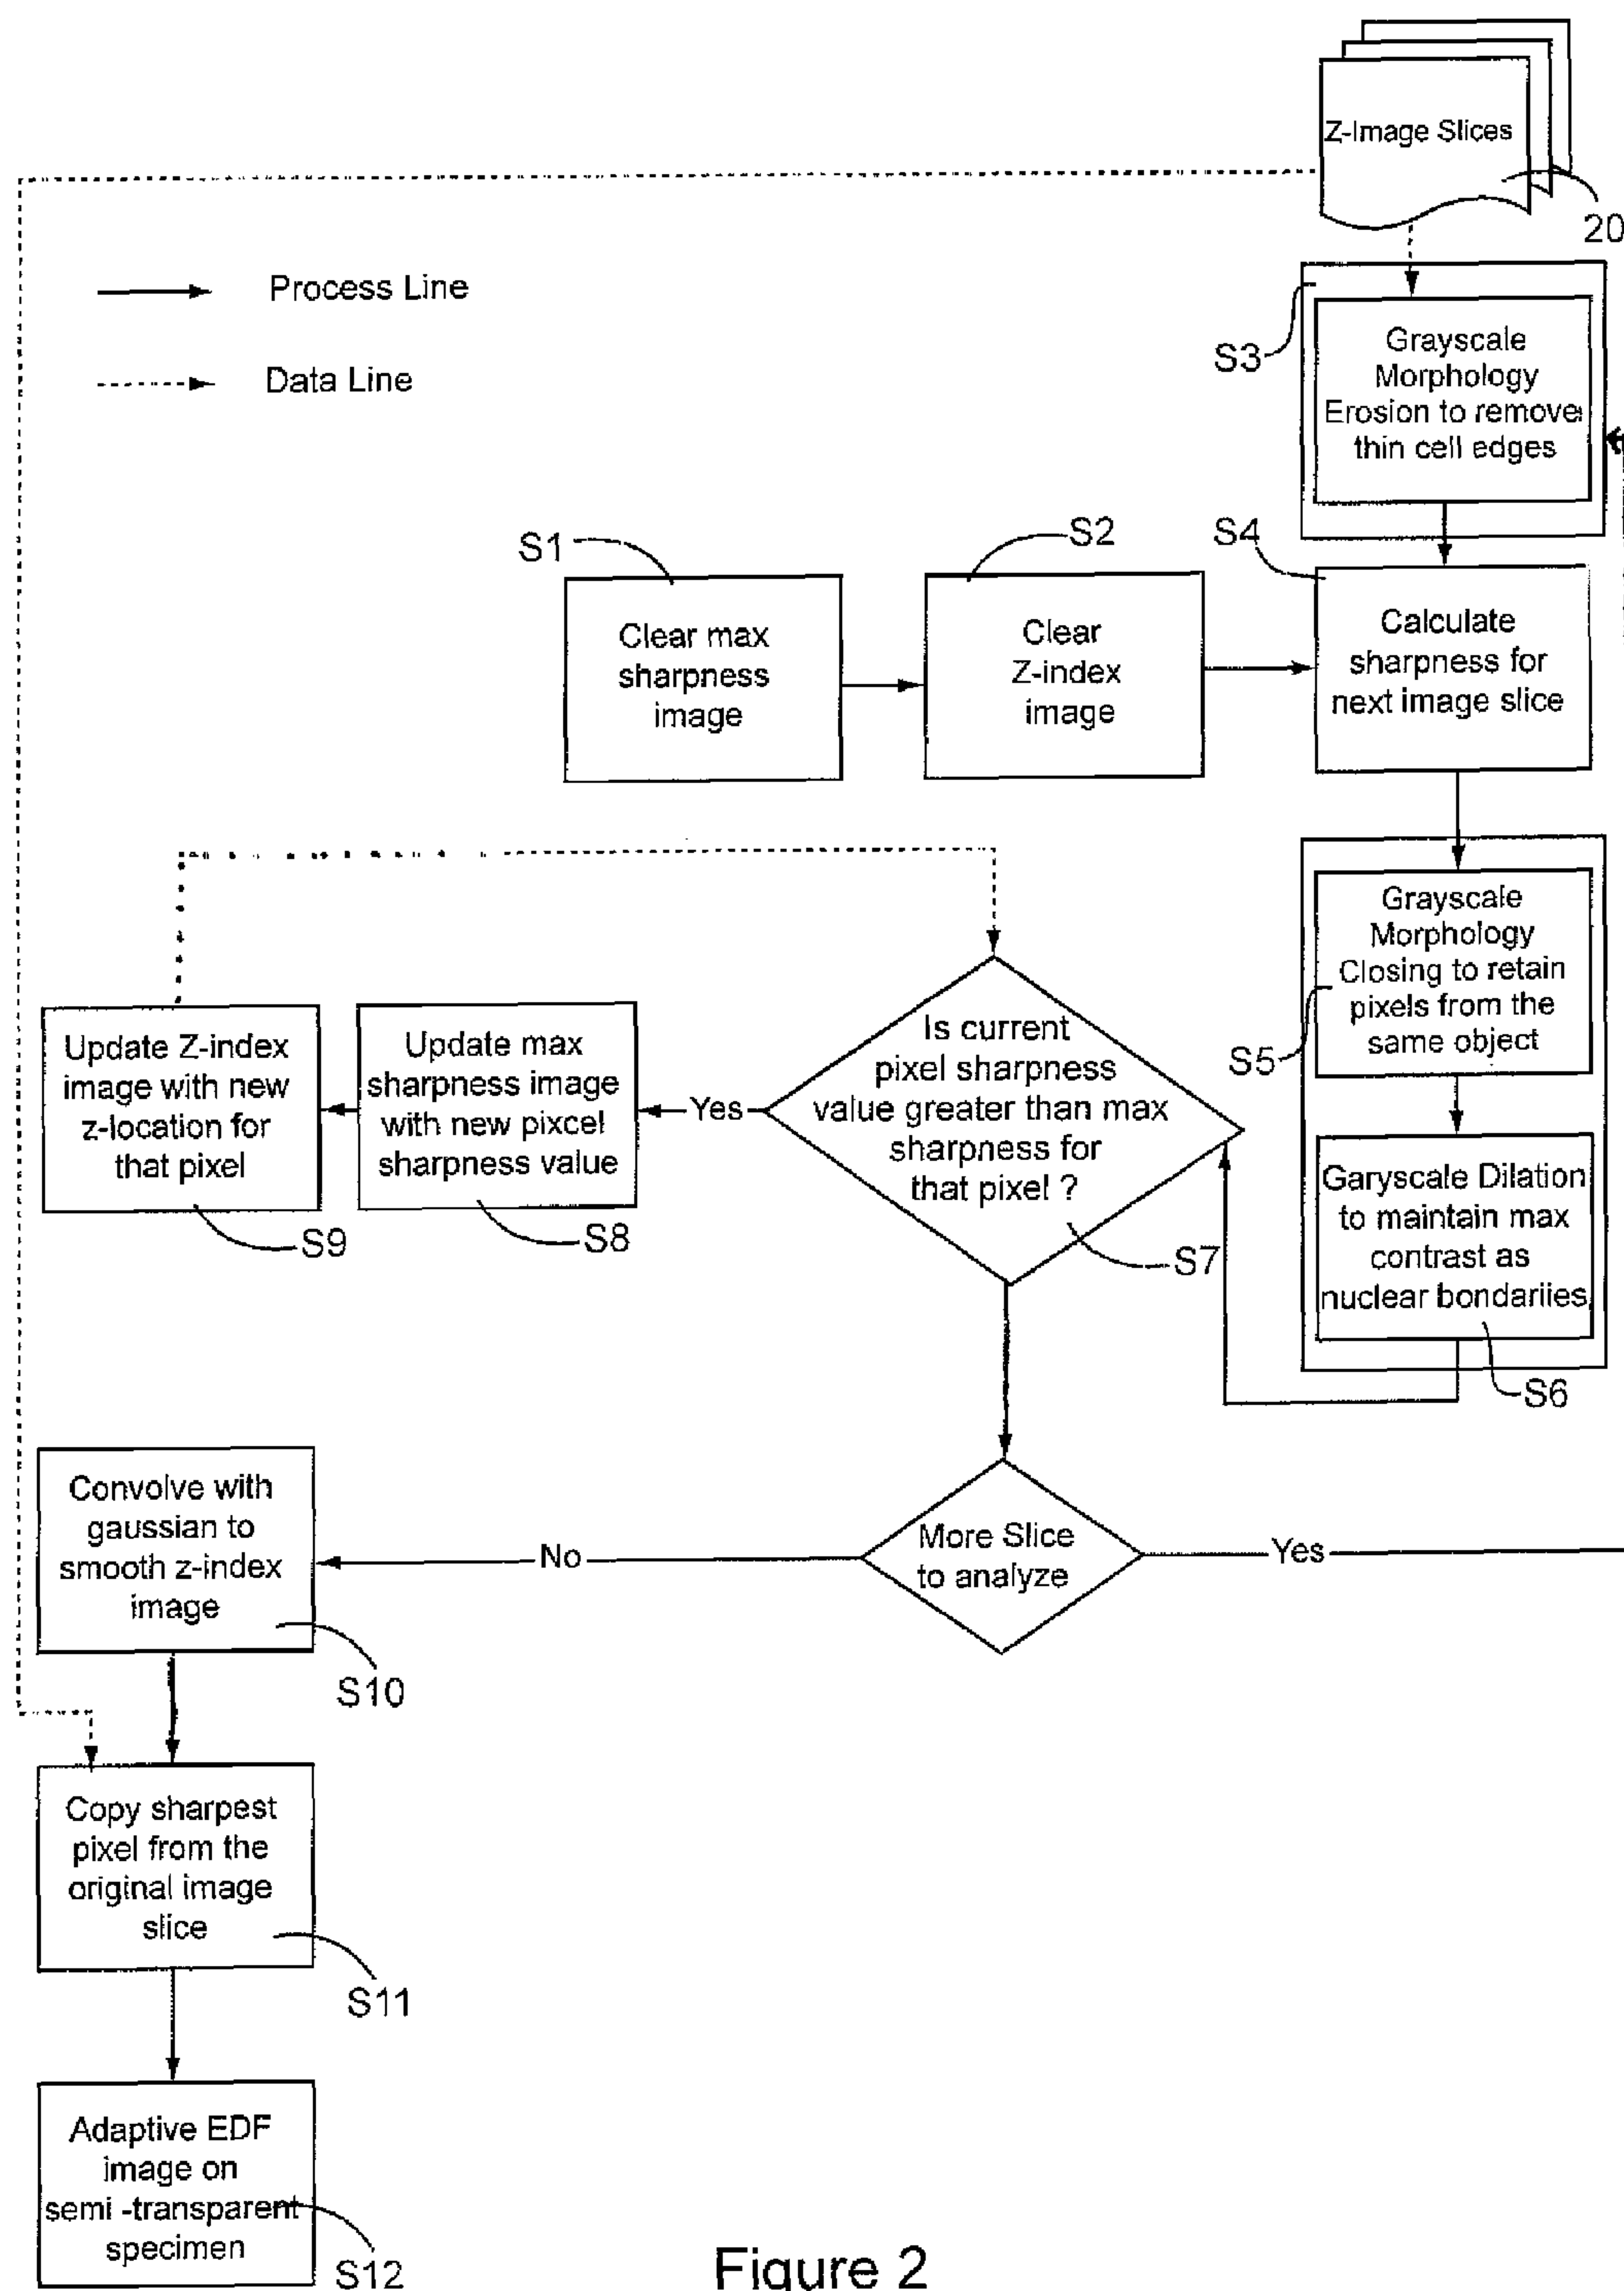 Z-Image Slices
20
Process Line
Data Line
S3
Grayscale
Morphology
Erosion to remove
thin cell edges
S1
Clear max
sharpness
image
S2
Clear
Z-index
image
S4
Calculate
sharpness for
next image slice
Grayscale
Morphology
Closing to retain
pixels from the
same object
S5
Garyscale Dilation
to maintain max
contrast as
nuclear bondariies
S6
Is current
pixel sharpness
value greater than max
sharpness for
that pixel ?
S7
Yes
Update max
sharpness image
with new pixcel
sharpness value
S8
Update Z-index
image with new
z-location for
that pixel
S9
More Slice
to analyze
Yes
No
Convolve with
gaussian to
smooth z-index
image
S10
Copy sharpest
pixel from the
original image
slice
S11
Adaptive EDF
image on
semi -transparent
specimen
S12
Figure 2